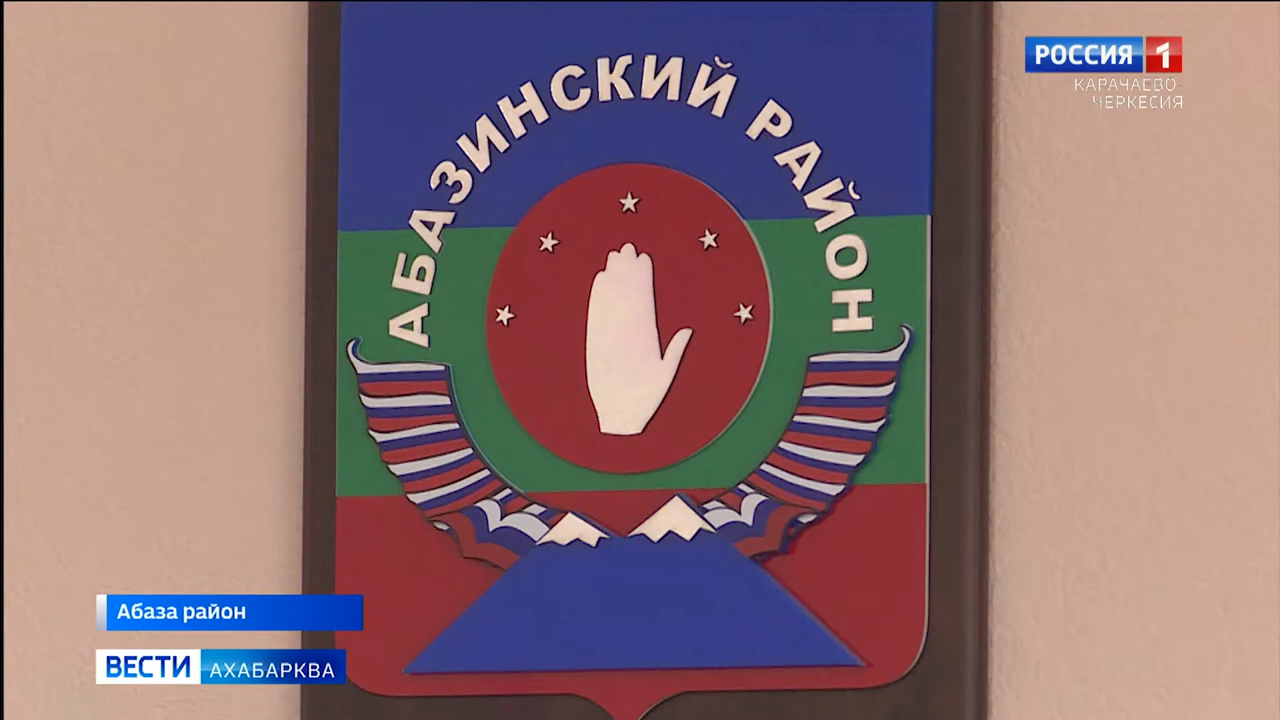 АБАЗИНСКИЙ РАЙОН
РОССИЯ 1
КАРАЧАЕВО
ЧЕРКЕСИЯ
Абаза район
ВЕСТИ АХАБАРКВА